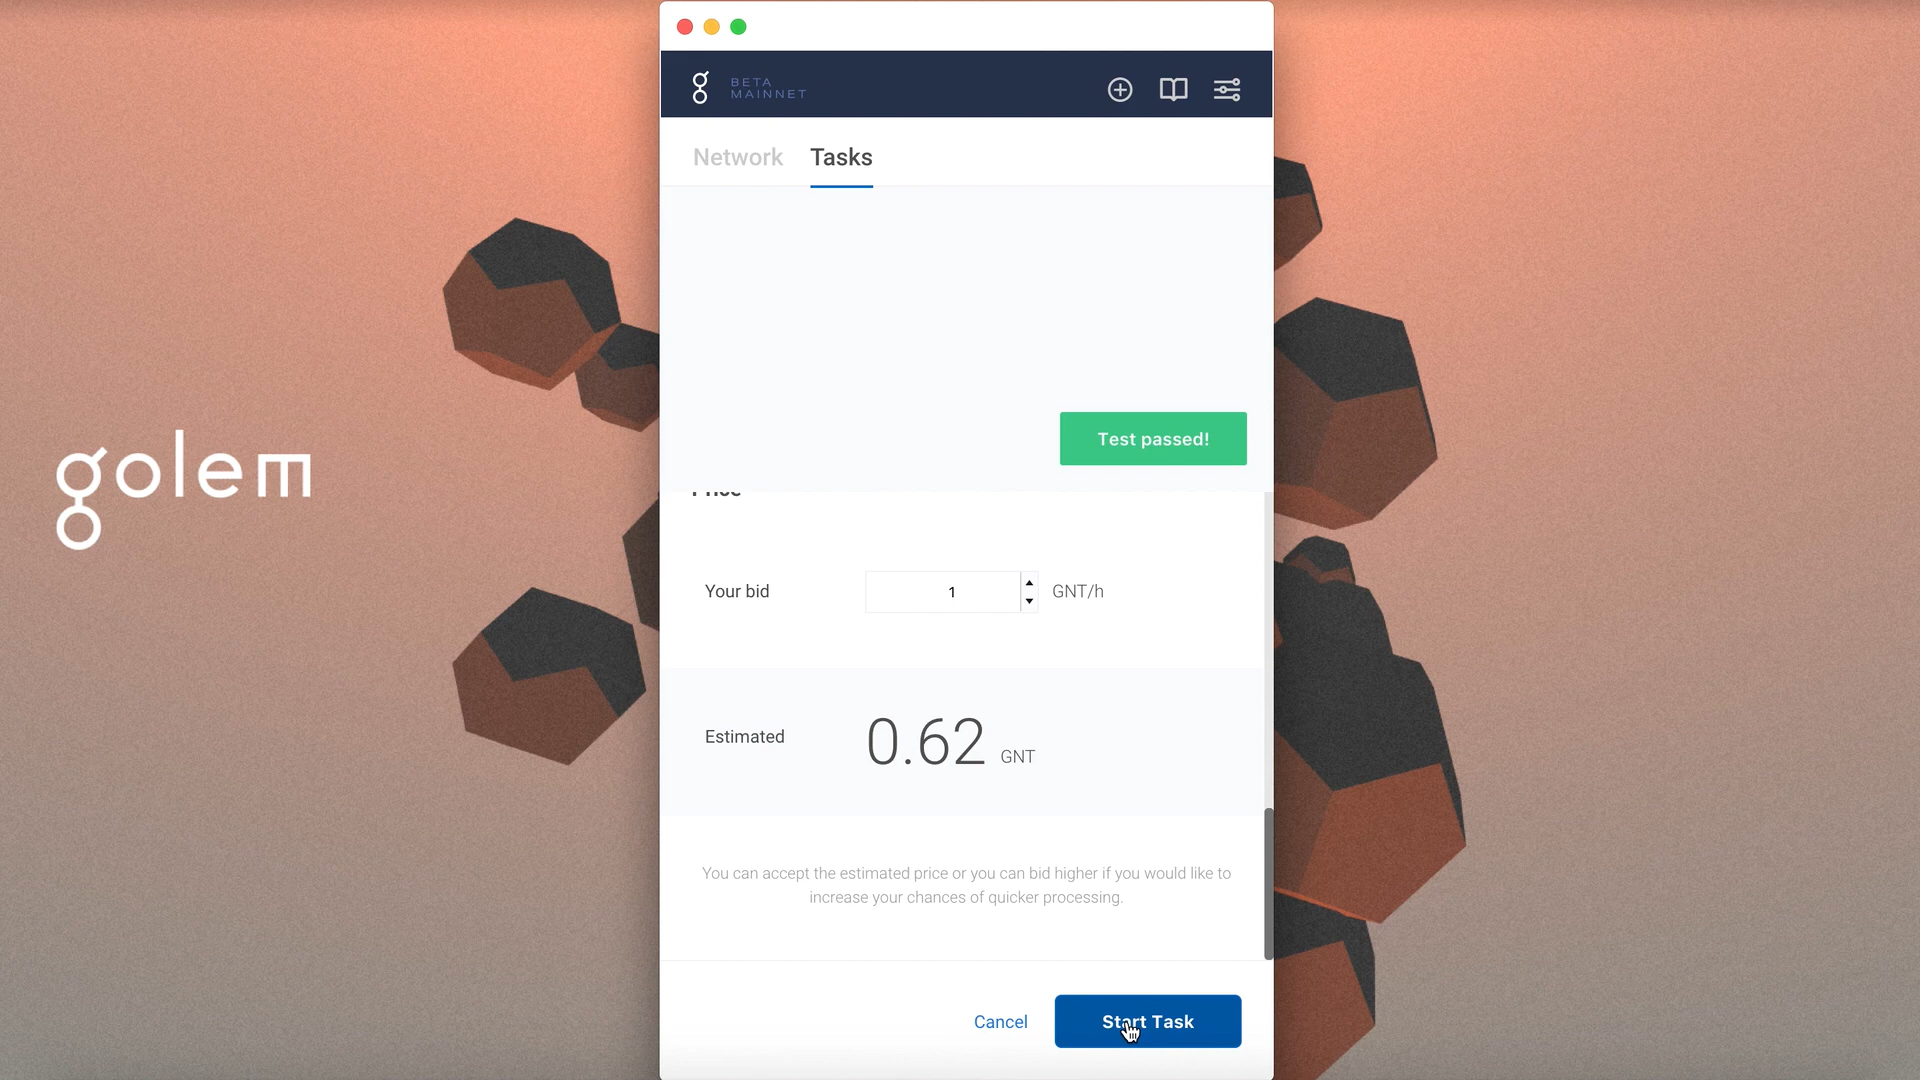 BETA
MAINNET
Network Tasks
golem
Test passed!
Price
Your bid 1 GNT/h
Estimated 0.62 GNT
You can accept the estimated price or you can bid higher if you would like to
increase your chances of quicker processing.
Cancel Start Task